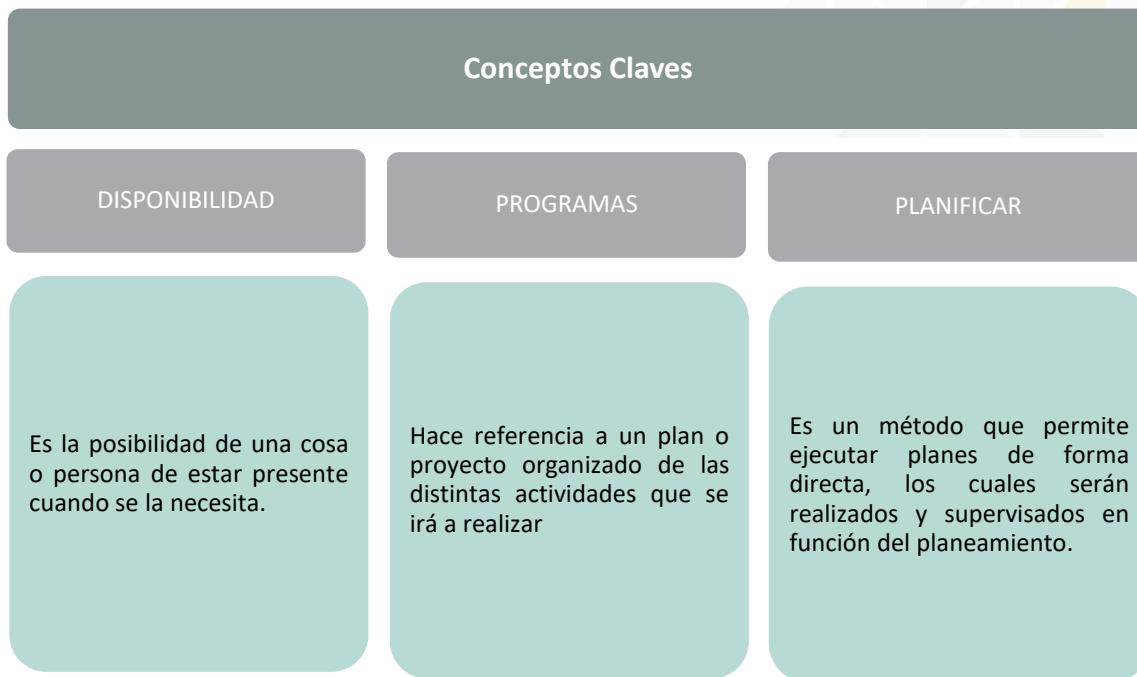 Conceptos Claves
DISPONIBILIDAD
PROGRAMAS
PLANIFICAR
Es la posibilidad de una cosa
o persona de estar presente
cuando se la necesita.
Hace referencia a un plan o
proyecto organizado de las
distintas actividades que se
irá a realizar
Es un método que permite
ejecutar planes de forma
directa, los cuales serán
realizados y supervisados en
función del planeamiento.